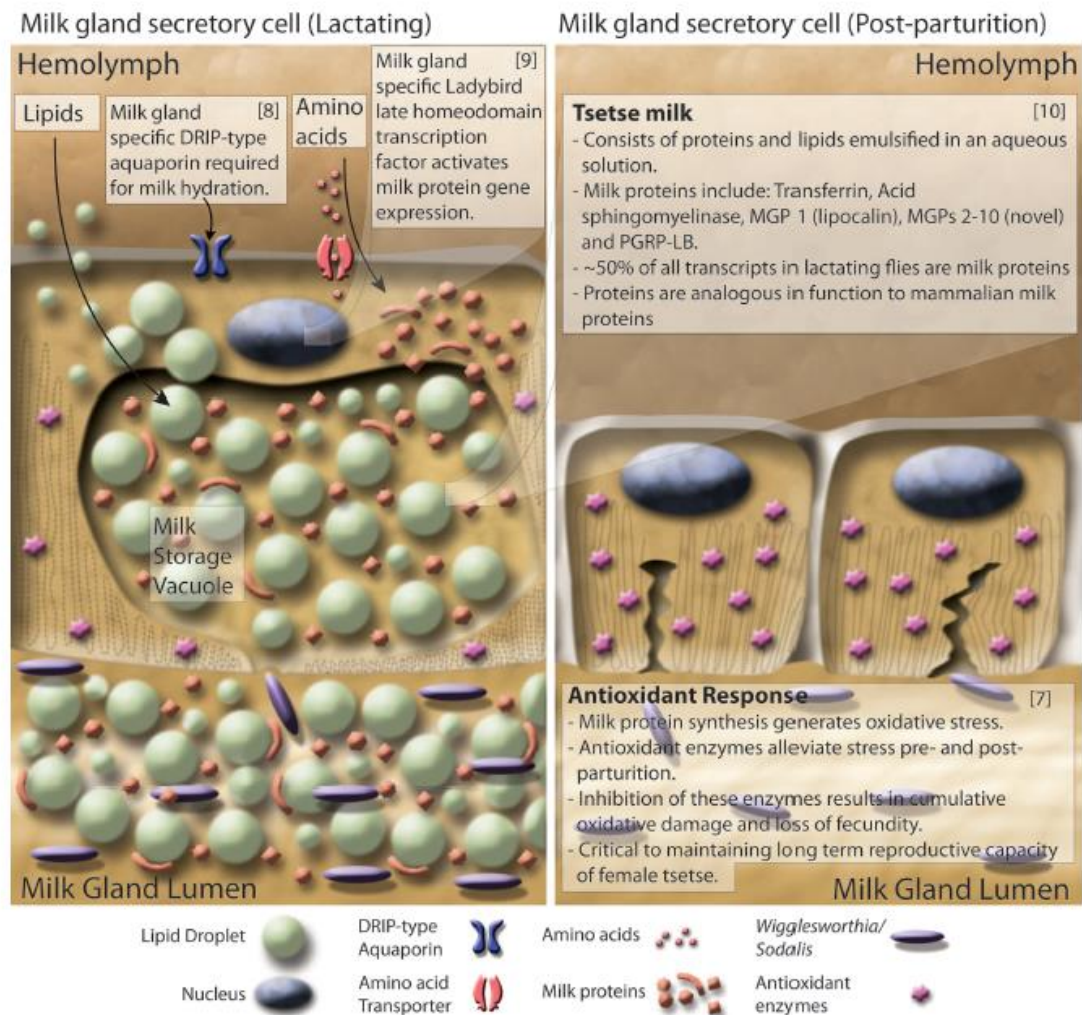 Milk gland secretory cell (Lactating)
Hemolymph
Lipids
Milk gland [8]
specific DRIP-type
aquaporin required
for milk hydration.
Amino
acids
Milk gland [9]
specific Ladybird
late homeodomain
transcription
factor activates
milk protein gene
expression.
Milk
Storage
Vacuole
Milk Gland Lumen
Milk gland secretory cell (Post-parturition)
Hemolymph
Tsetse milk [10]
- Consists of proteins and lipids emulsified in an aqueous
solution.
- Milk proteins include: Transferrin, Acid
sphingomyelinase, MGP 1 (lipocalin), MGPs 2-10 (novel)
and PGRP-LB.
- ~50% of all transcripts in lactating flies are milk proteins
- Proteins are analogous in function to mammalian milk
proteins
Antioxidant Response [7]
- Milk protein synthesis generates oxidative stress.
- Antioxidant enzymes alleviate stress pre- and post-
parturition.
- Inhibition of these enzymes results in cumulative
oxidative damage and loss of fecundity.
- Critical to maintaining long term reproductive capacity
of female tsetse.
Milk Gland Lumen
Lipid Droplet
DRIP-type
Aquaporin
Amino acids
Wigglesworthia/
Sodalis
Nucleus
Amino acid
Transporter
Milk proteins
Antioxidant
enzymes